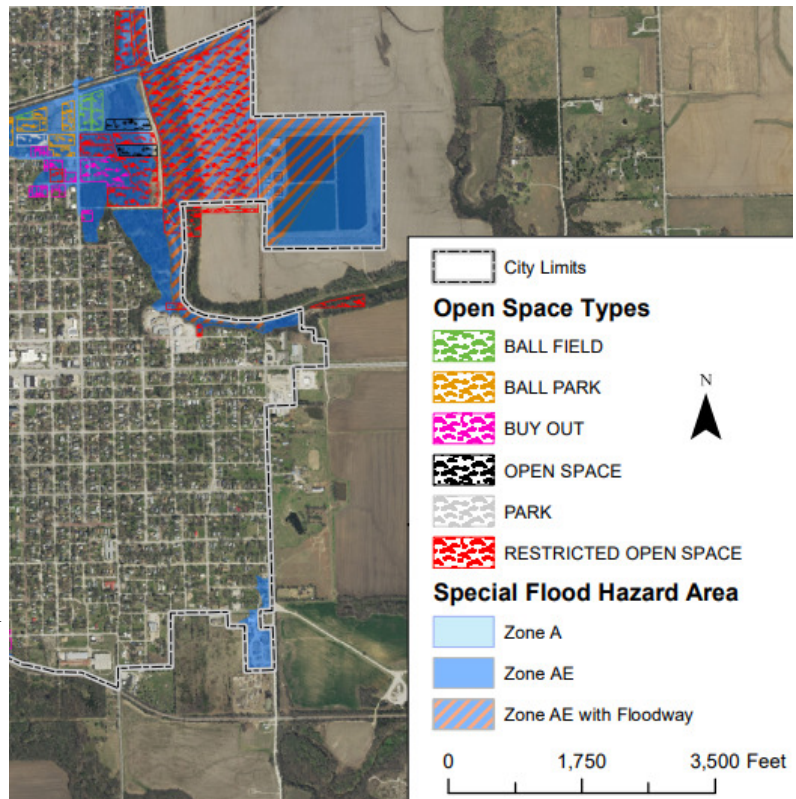 City Limits
Open Space Types
BALL FIELD
BALL PARK
BUY OUT
N
OPEN SPACE
PARK
RESTRICTED OPEN SPACE
Special Flood Hazard Area
Zone A
Zone AE
Zone AE with Floodway
0 1,750 3,500 Feet